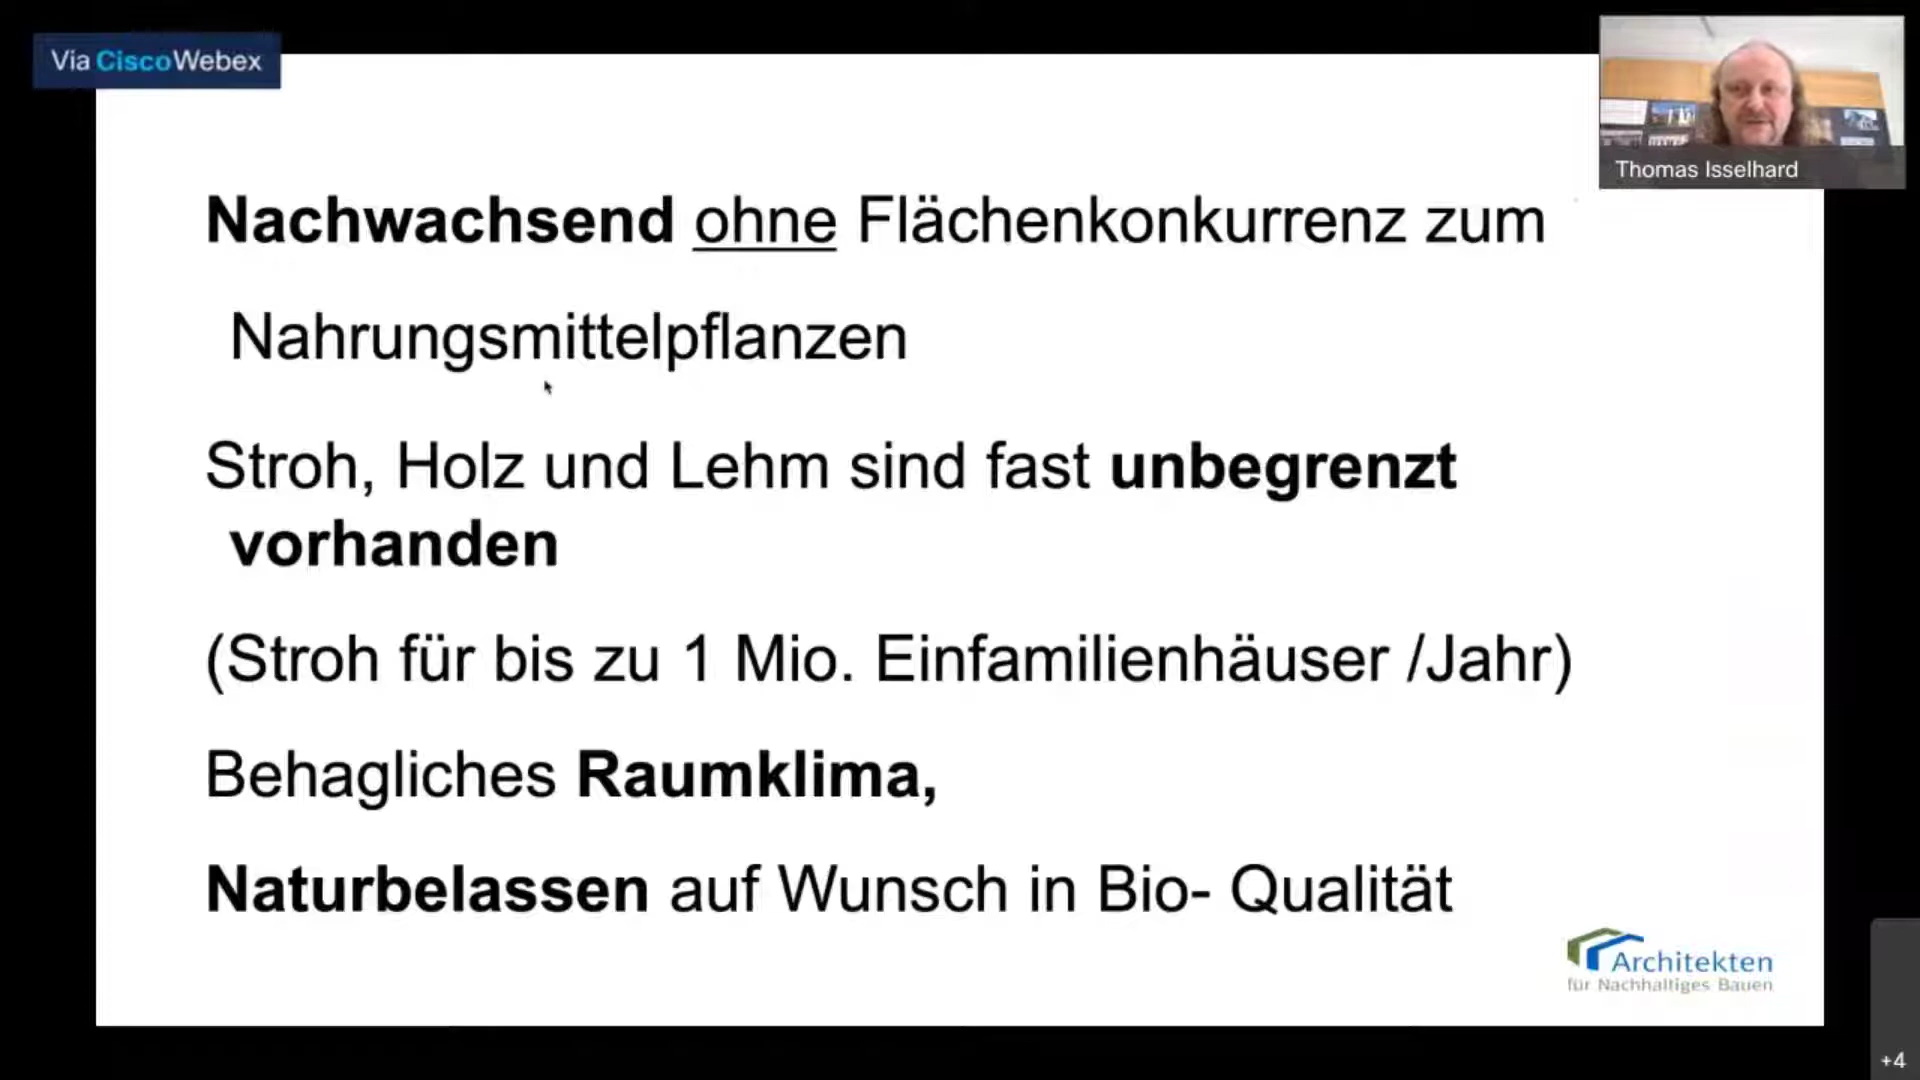 Via CiscoWebex
Thomas Isselhard
Nachwachsend ohne Flächenkonkurrenz zum
Nahrungsmittelpflanzen
Stroh, Holz und Lehm sind fast unbegrenzt
vorhanden
(Stroh für bis zu 1 Mio. Einfamilienhäuser /Jahr)
Behagliches Raumklima,
Naturbelassen auf Wunsch in Bio- Qualität
Architekten
für Nachhaltiges Bauen
+4